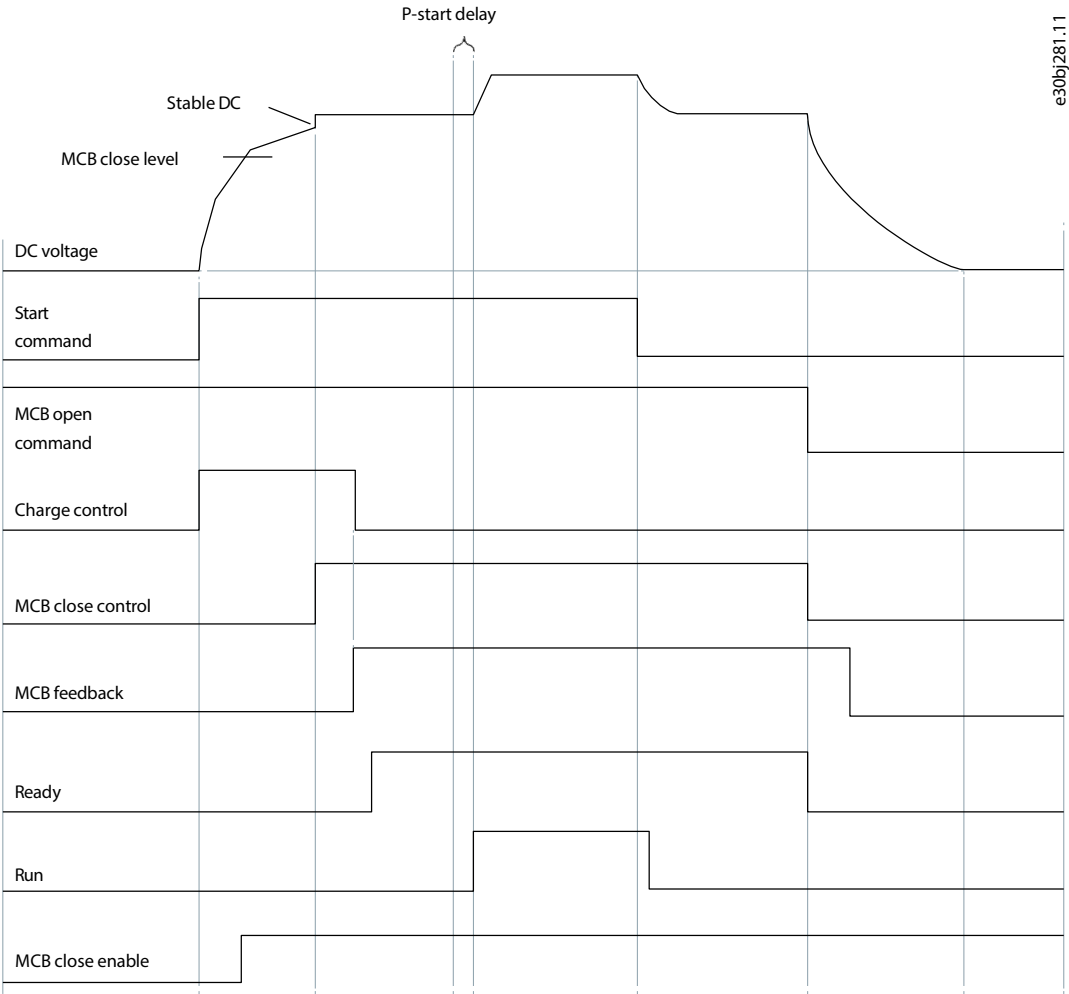 P-start delay
e30bj281.11
Stable DC
MCB close level
DC voltage
Start
command
MCB open
command
Charge control
MCB close control
MCB feedback
Ready
Run
MCB close enable